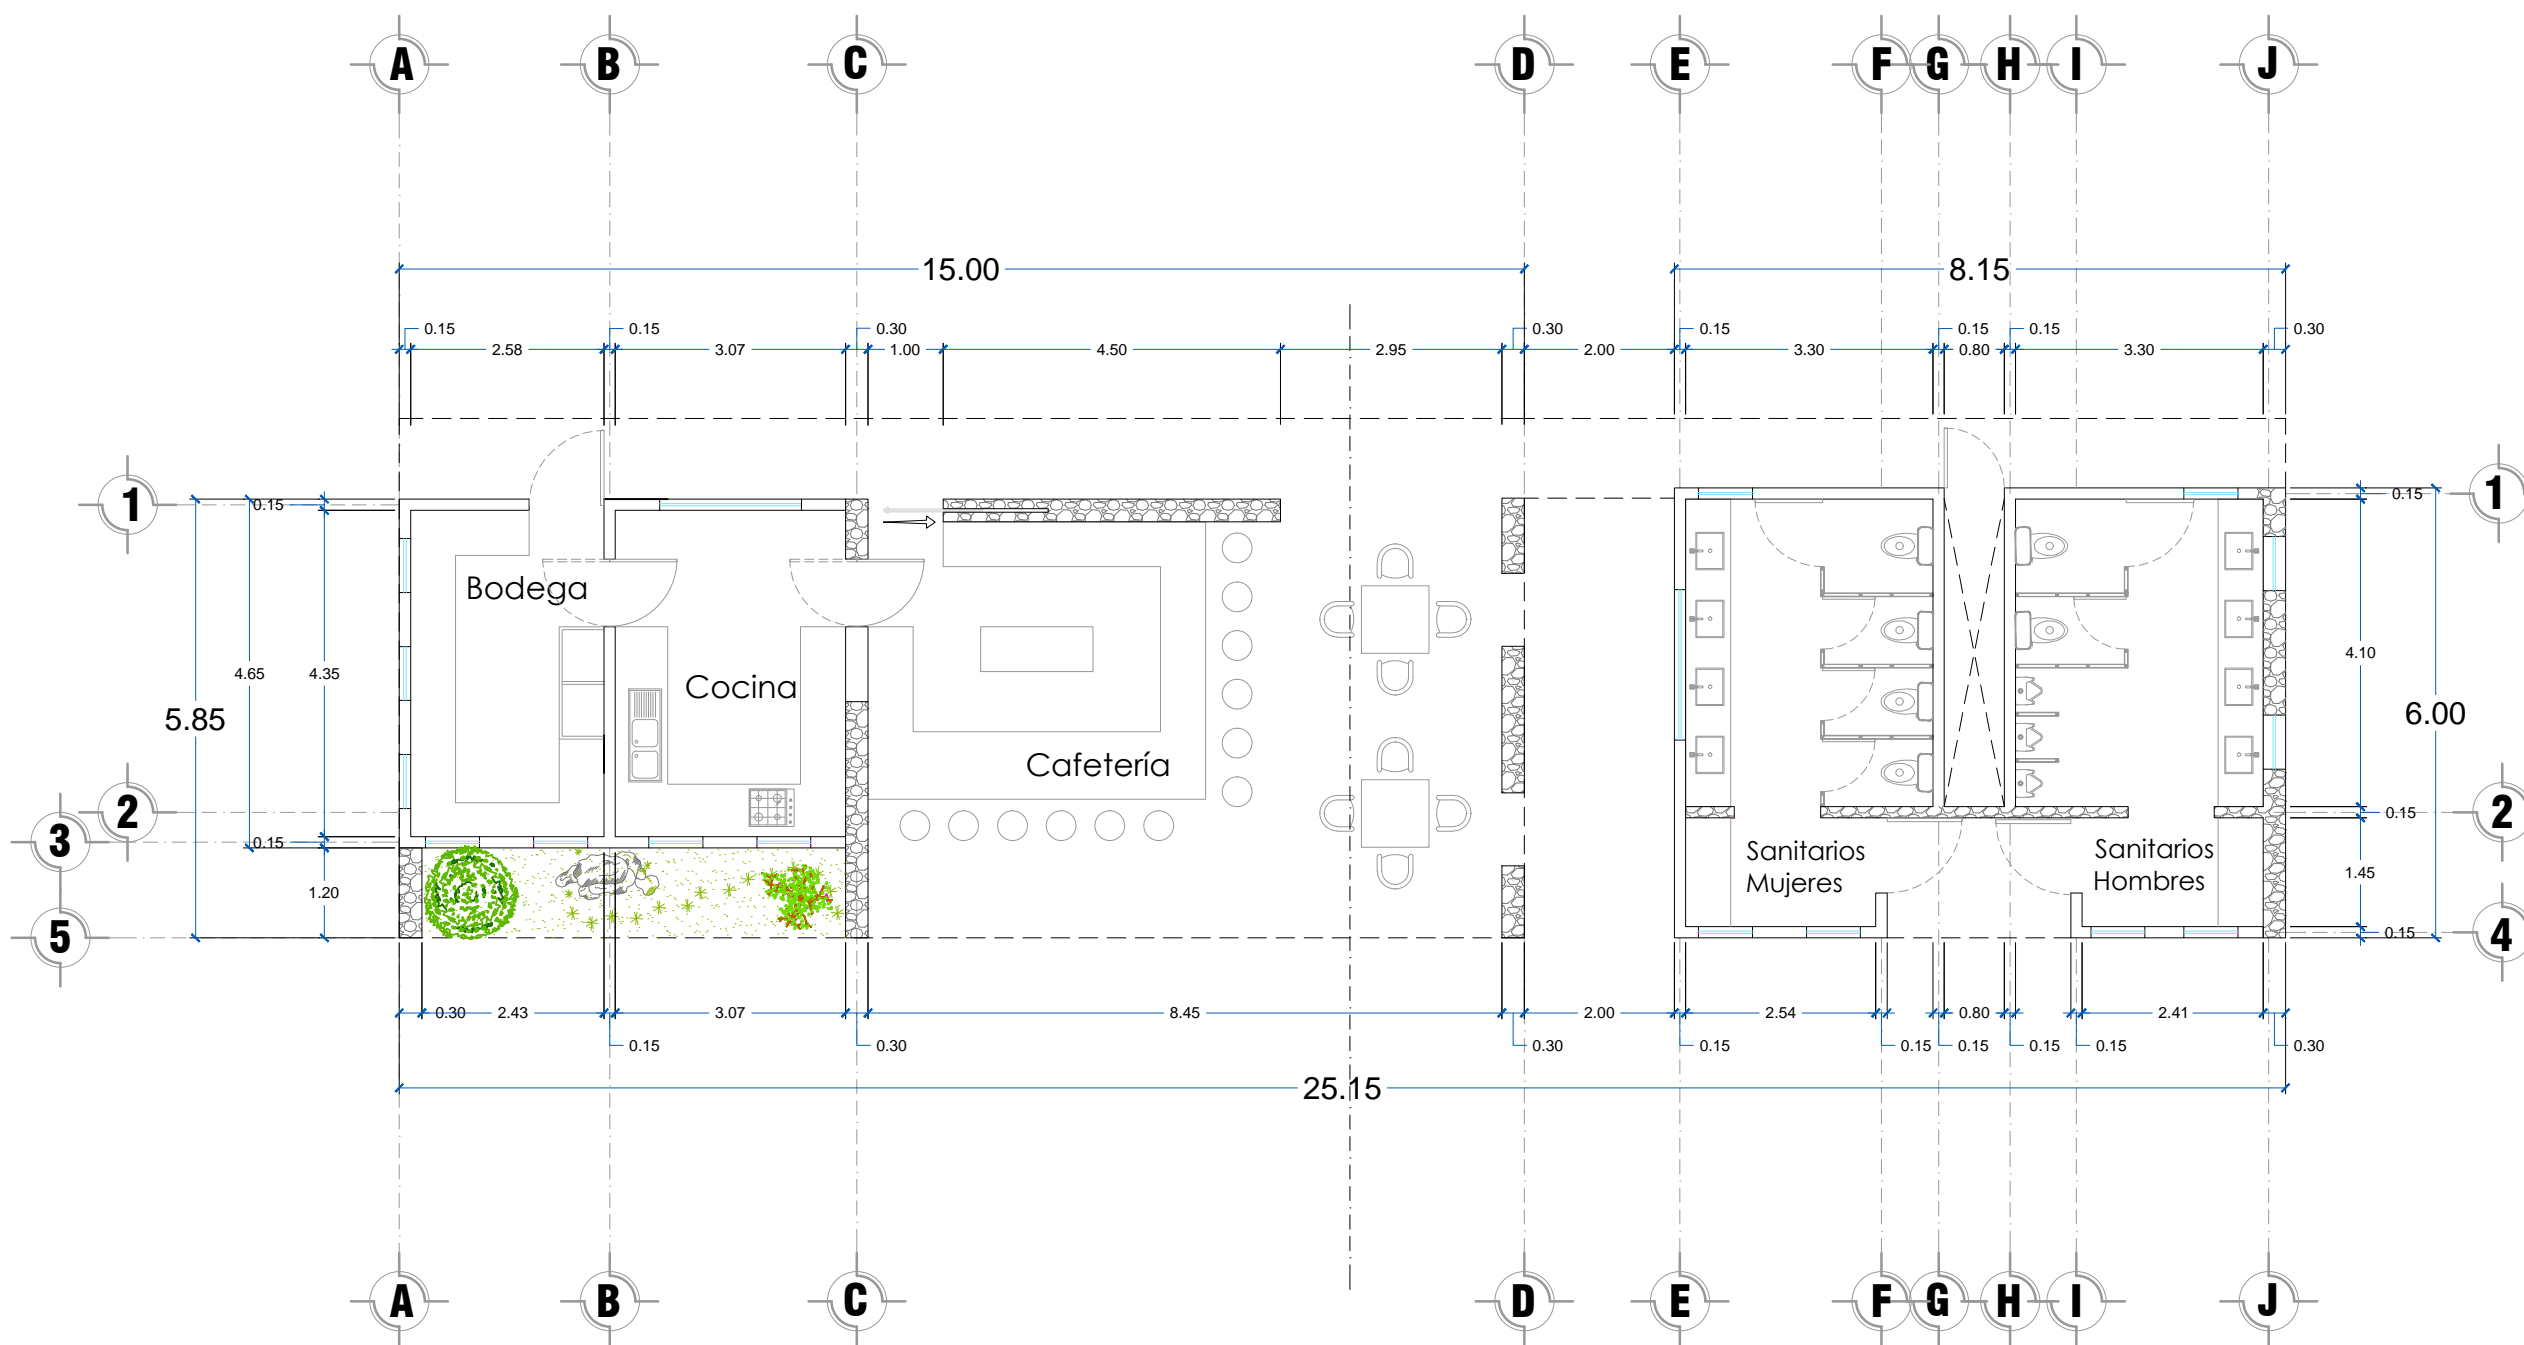 A B C D E F G H I J
15.00 8.15
0.15 0.15 0.30 0.30 0.15 0.15 0.15 0.30
2.58 3.07 1.00 4.50 2.95 2.00 3.30 0.80 3.30
1 0.15 0.15 1
Bodega
4.65 4.35 4.10
Cocina
5.85 6.00
Cafetería
2 0.15 2
3 0.15
Sanitarios
Mujeres
Sanitarios
Hombres
1.20 1.45
5 0.15 4
0.30 2.43 3.07 8.45 2.00 2.54 0.80 2.41
0.15 0.30 0.30 0.15 0.15 0.15 0.15 0.15 0.30
25.15
A B C D E F G H I J